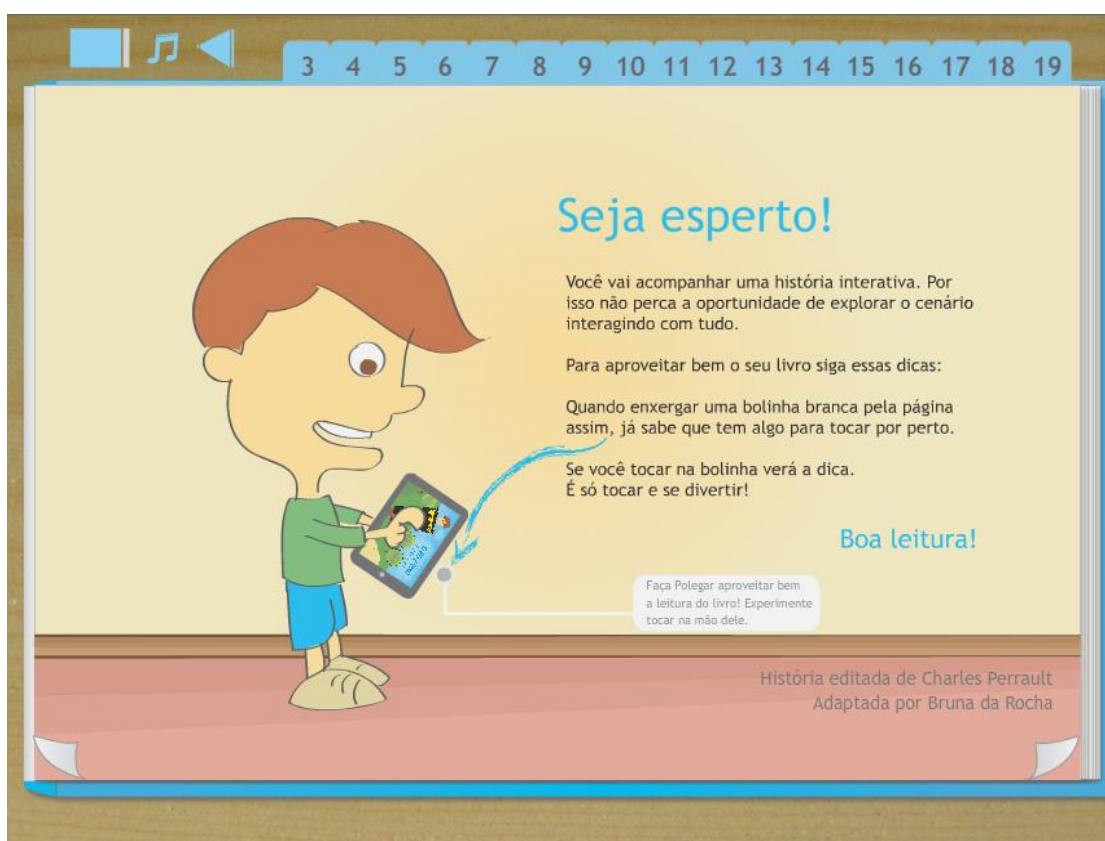 3 4 5 6 7 8 9 10 11 12 13 14 15 16 17 18 19
Seja esperto!
Você vai acompanhar uma história interativa. Por
isso não perca a oportunidade de explorar o cenário
interagindo com tudo.
Para aproveitar bem o seu livro siga essas dicas:
Quando enxergar uma bolinha branca pela página
assim, já sabe que tem algo para tocar por perto.
Se você tocar na bolinha verá a dica.
É só tocar e se divertir!
Boa leitura!
Faça Polegar aproveitar bem
a leitura do livro! Experimente
tocar na mão dele.
História editada de Charles Perrault
Adaptada por Bruna da Rocha